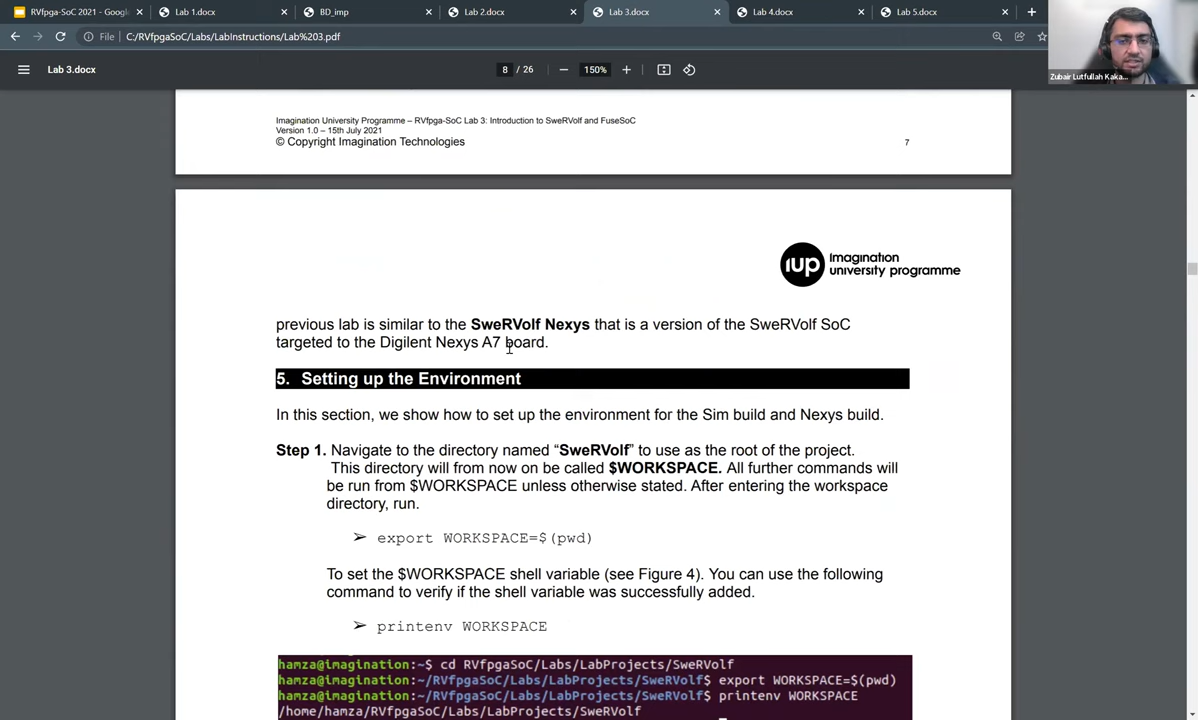 RVfpga-SoC 2021 - Google
Lab 1.docx
BD_imp
Lab 2.docx
Lab 3.docx
Lab 4.docx
Lab 5.docx
File
C:/RVfpgaSoC/Labs/LabInstructions/Lab%203.pdf
Zubair Lutfullah Kaka...
Lab 3.docx
8 / 26
150%
Imagination University Programme – RVfpga-SoC Lab 3: Introduction to SweRVolf and FuseSoC
Version 1.0 – 15th July 2021
© Copyright Imagination Technologies
7
iup imagination
university programme
previous lab is similar to the SweRVolf Nexys that is a version of the SweRVolf SoC
targeted to the Digilent Nexys A7 board.
5. Setting up the Environment
In this section, we show how to set up the environment for the Sim build and Nexys build.
Step 1. Navigate to the directory named “SweRVolf” to use as the root of the project.
This directory will from now on be called $WORKSPACE. All further commands will
be run from $WORKSPACE unless otherwise stated. After entering the workspace
directory, run.
➢ export WORKSPACE=$(pwd)
To set the $WORKSPACE shell variable (see Figure 4). You can use the following
command to verify if the shell variable was successfully added.
➢ printenv WORKSPACE
hamza@imagination:~$ cd RVfpgaSoC/Labs/LabProjects/SweRVolf
hamza@imagination:~/RVfpgaSoC/Labs/LabProjects/SweRVolf$ export WORKSPACE=$(pwd)
hamza@imagination:~/RVfpgaSoC/Labs/LabProjects/SweRVolf$ printenv WORKSPACE
/home/hamza/RVfpgaSoC/Labs/LabProjects/SweRVolf